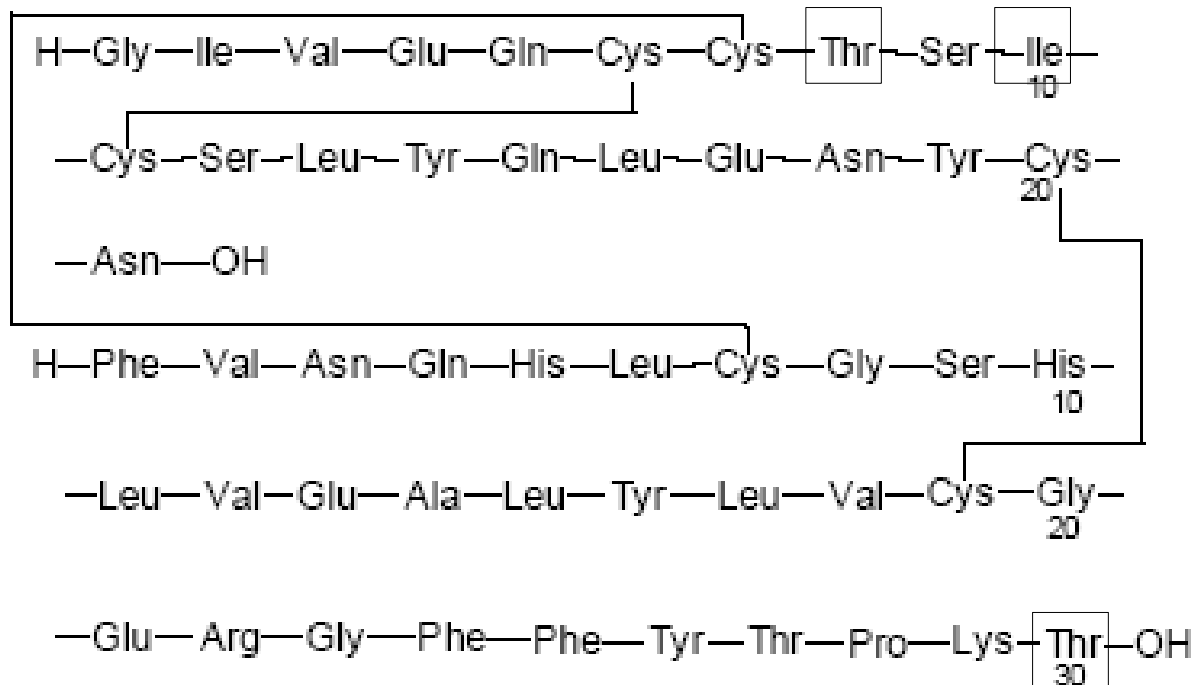 H—Gly—Ile—Val—Glu—Gln—Cys—Cys—Thr—Ser—Ile—
10
—Cys—Ser—Leu—Tyr—Gln—Leu—Glu—Asn—Tyr—Cys—
20
—Asn—OH
H—Phe—Val—Asn—Gln—His—Leu—Cys—Gly—Ser—His—
10
—Leu—Val—Glu—Ala—Leu—Tyr—Leu—Val—Cys—Gly—
20
—Glu—Arg—Gly—Phe—Phe—Tyr—Thr—Pro—Lys—Thr—OH
30